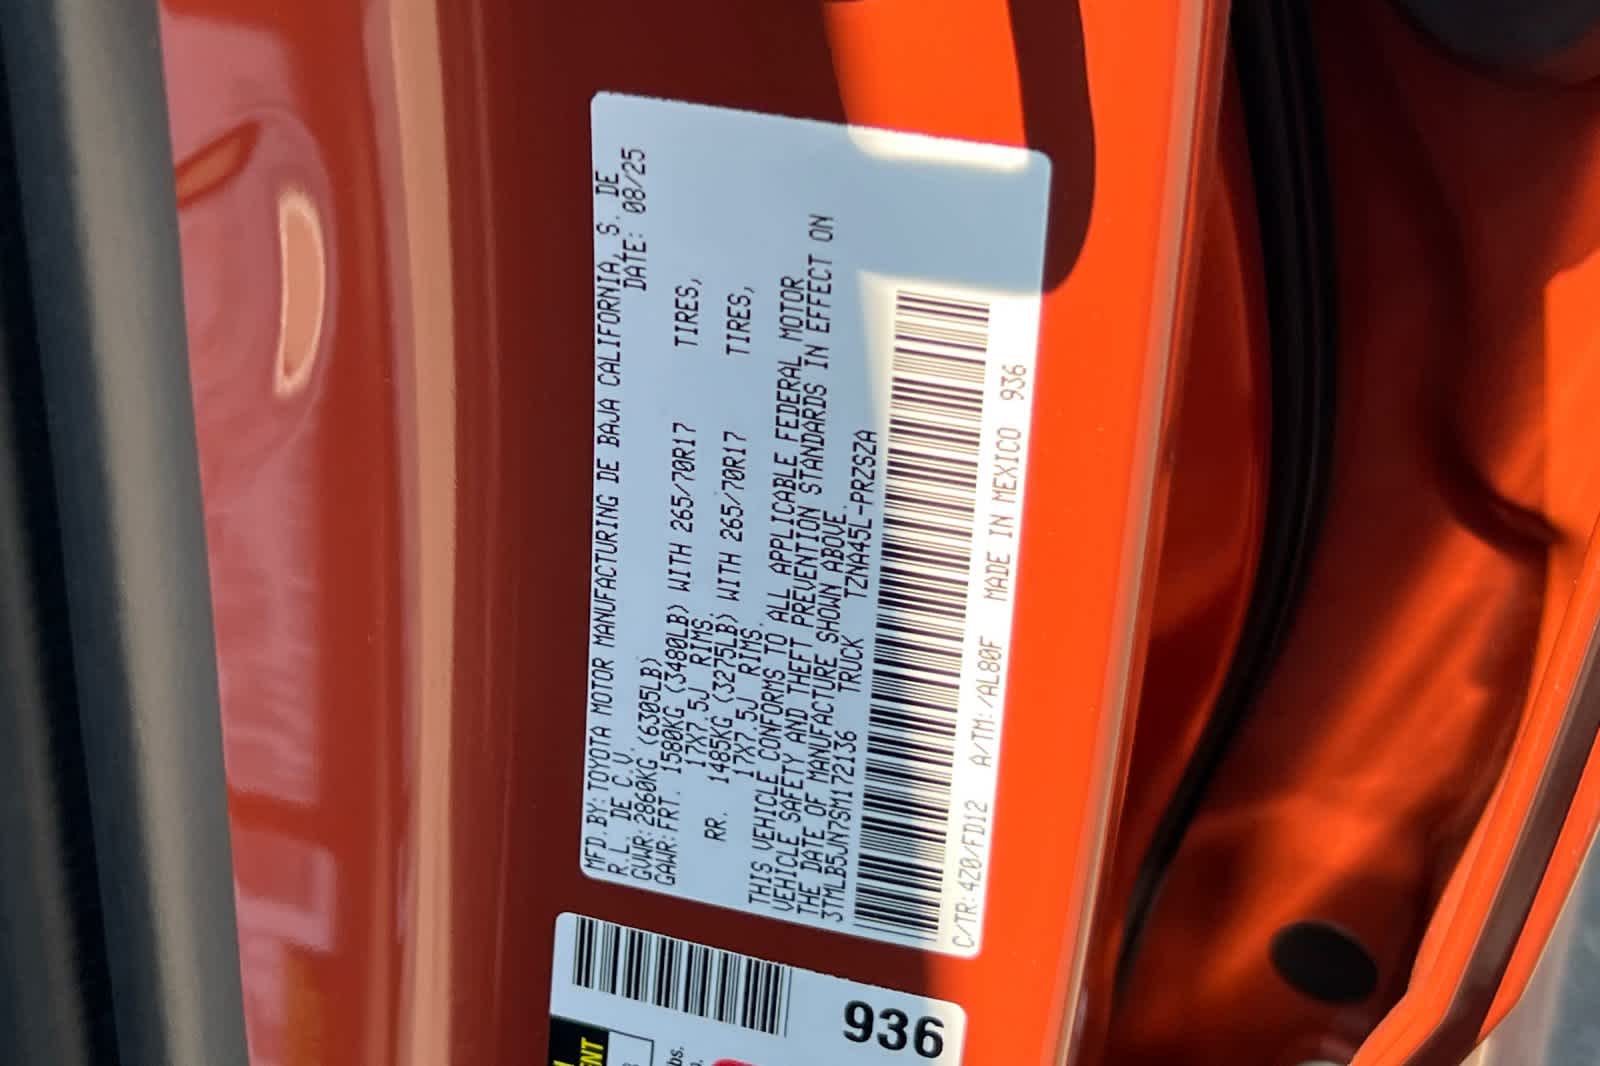 MFD.BY:TOYOTA MOTOR MANUFACTURING DE BAJA CALIFORNIA, S. DE
R.L. DE C.V. DATE: 08/25
GVWR:2860KG (6305LB)
GAWR:FRT. 1580KG (3480LB) WITH 265/70R17 TIRES,
17X7.5J RIMS.
RR. 1485KG (3275LB) WITH 265/70R17 TIRES,
17X7.5J RIMS.
THIS VEHICLE CONFORMS TO ALL APPLICABLE FEDERAL MOTOR
VEHICLE SAFETY AND THEFT PREVENTION STANDARDS IN EFFECT ON
THE DATE OF MANUFACTURE SHOWN ABOVE.
3TMLB5JN7SM172136 TRUCK TZNA45L-PRZSZA
C/TR:4Z0/FD12 A/TM:/AL80F MADE IN MEXICO 936
936